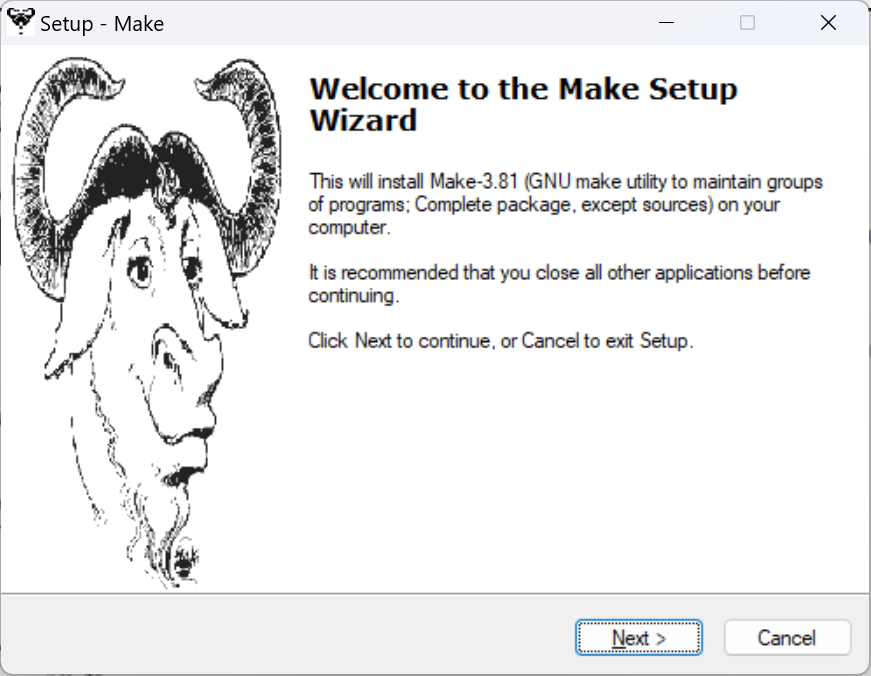 Setup - Make
Welcome to the Make Setup
Wizard
This will install Make-3.81 (GNU make utility to maintain groups
of programs; Complete package, except sources) on your
computer.
It is recommended that you close all other applications before
continuing.
Click Next to continue, or Cancel to exit Setup.
Next >
Cancel